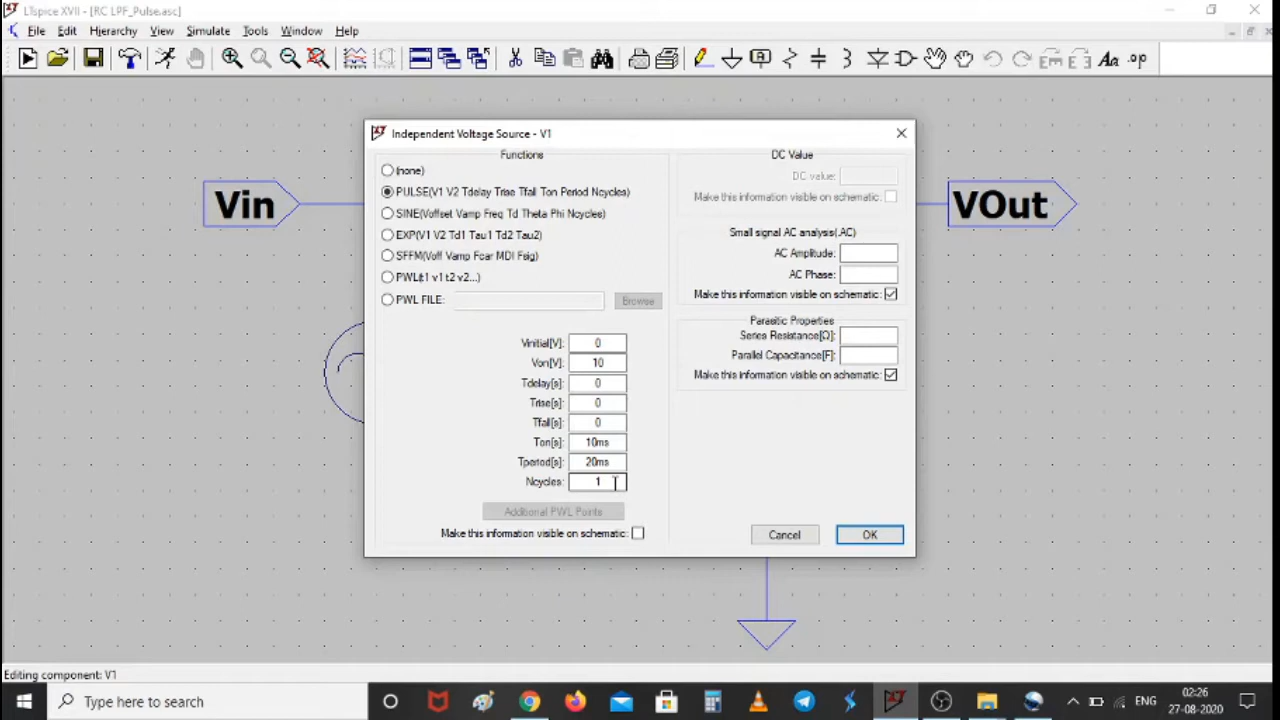 LTspice XVII - [RC LPF_Pulse.asc]
File Edit Hierarchy View Simulate Tools Window Help
Aa .op
Independent Voltage Source - V1
Functions
(none)
PULSE(V1 V2 Tdelay Trise Tfall Ton Period Ncycles)
SINE(Voffset Vamp Freq Td Theta Phi Ncycles)
EXP(V1 V2 Td1 Tau1 Td2 Tau2)
SFFM(Voff Vamp Fcar MDI Fsig)
PWL(t1 v1 t2 v2...)
PWL FILE: Browse
Vinitial[V]: 0
Von[V]: 10
Tdelay[s]: 0
Trise[s]: 0
Tfall[s]: 0
Ton[s]: 10ms
Tperiod[s]: 20ms
Ncycles: 1
Additional PWL Points
Make this information visible on schematic:
DC Value
DC value:
Make this information visible on schematic:
Small signal AC analysis(.AC)
AC Amplitude:
AC Phase:
Make this information visible on schematic:
Parasitic Properties
Series Resistance[Ω]:
Parallel Capacitance[F]:
Make this information visible on schematic:
Cancel OK
Vin
VOut
Editing component: V1
Type here to search
ENG
02:26
27-08-2020